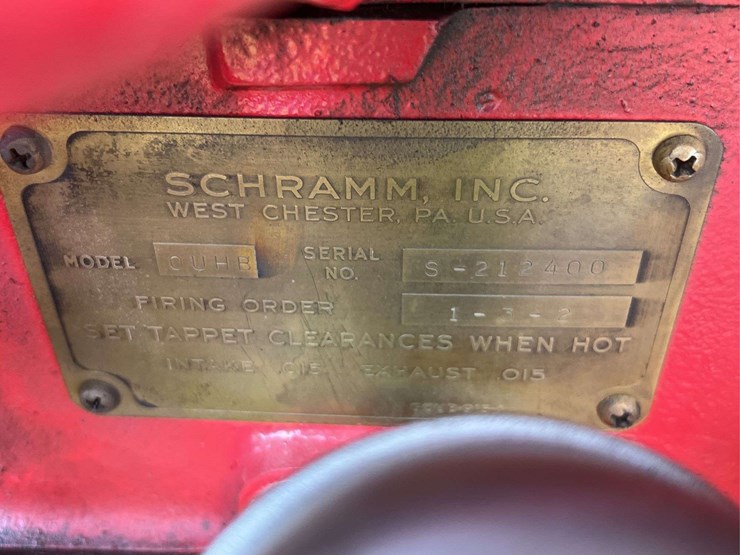 SCHRAMM, INC.
WEST CHESTER, PA. U.S.A.
MODEL CUHB SERIAL NO. S-212400
FIRING ORDER 1-3-2
SET TAPPET CLEARANCES WHEN HOT
INTAKE .015 EXHAUST .015